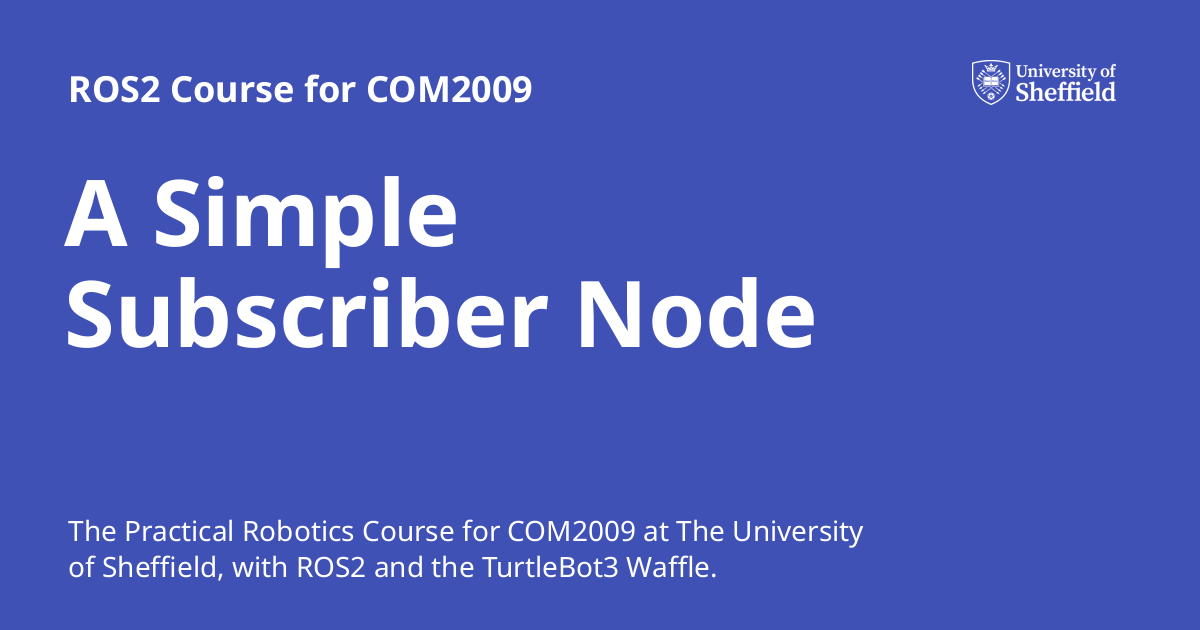 ROS2 Course for COM2009
University of
Sheffield
A Simple
Subscriber Node
The Practical Robotics Course for COM2009 at The University
of Sheffield, with ROS2 and the TurtleBot3 Waffle.